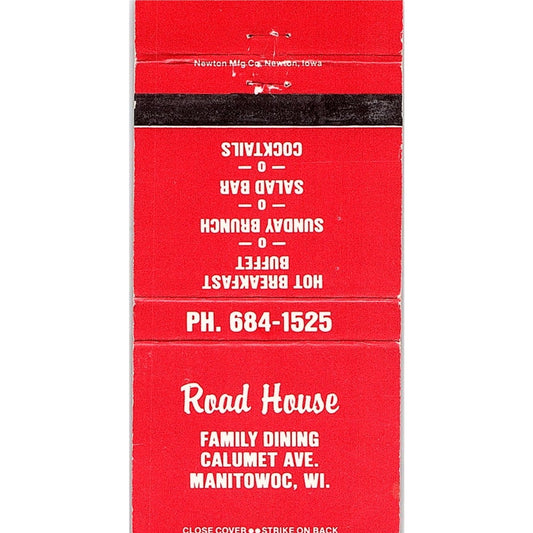 Newton Mfg Co. Newton, Iowa
HOT BREAKFAST
BUFFET
— O —
SUNDAY BRUNCH
— O —
SALAD BAR
— O —
COCKTAILS
PH. 684-1525
Road House
FAMILY DINING
CALUMET AVE.
MANITOWOC, WI.
CLOSE COVER●●STRIKE ON BACK